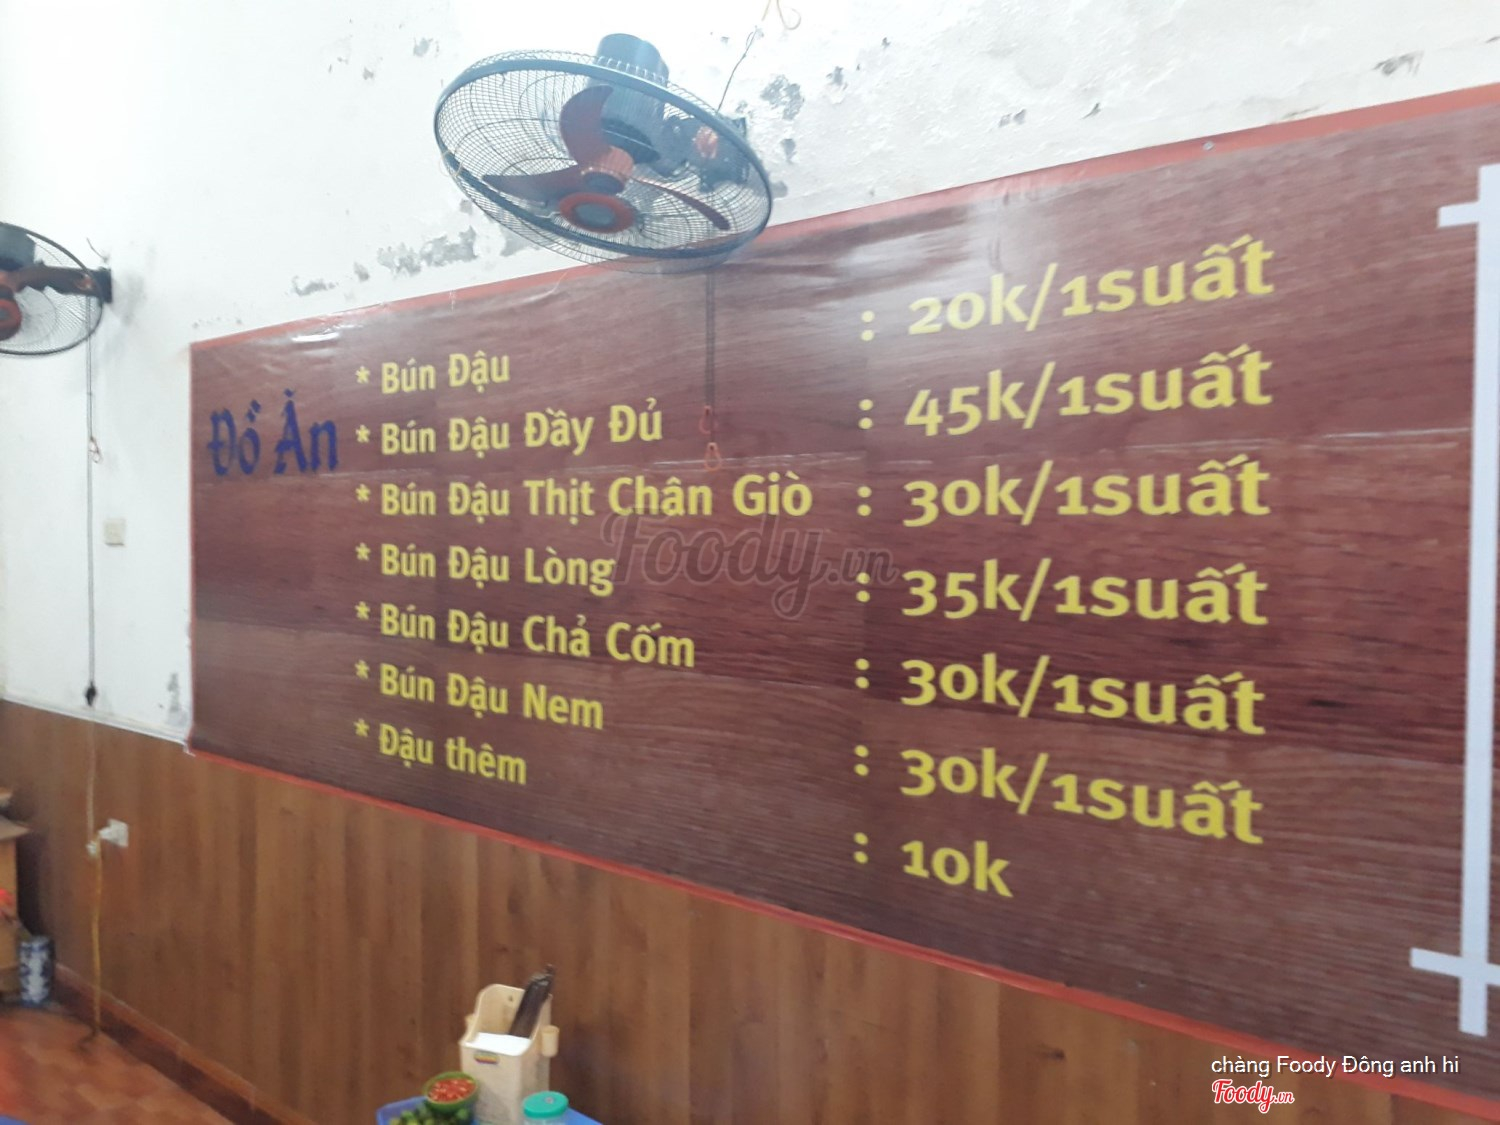 Đồ Ăn
* Bún Đậu : 20k/1suất
* Bún Đậu Đầy Đủ : 45k/1suất
* Bún Đậu Thịt Chân Giò : 30k/1suất
* Bún Đậu Lòng : 35k/1suất
* Bún Đậu Chả Cốm : 30k/1suất
* Bún Đậu Nem : 30k/1suất
* Đậu thêm : 10k
Foody.vn
chàng Foody Đông anh hi
Foody.vn